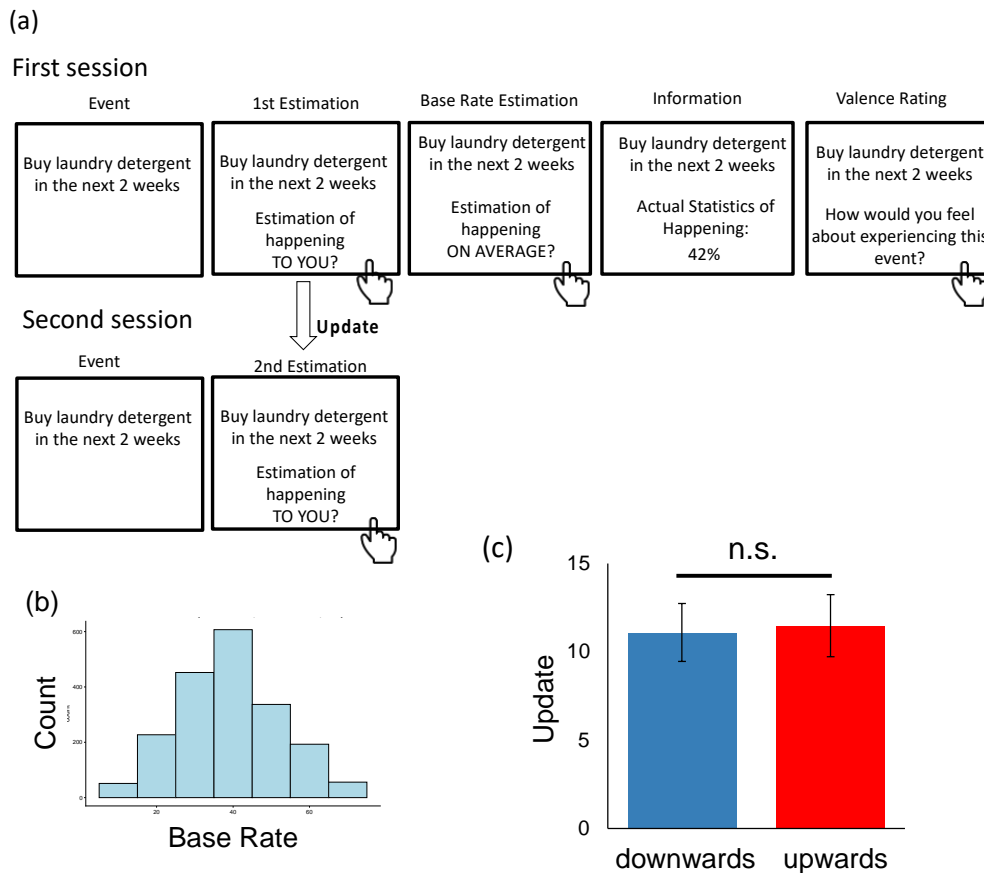 (a)
First session
Event
1st Estimation
Base Rate Estimation
Information
Valence Rating
Buy laundry detergent
in the next 2 weeks
Buy laundry detergent
in the next 2 weeks
Estimation of
happening
TO YOU?
Buy laundry detergent
in the next 2 weeks
Estimation of
happening
ON AVERAGE?
Buy laundry detergent
in the next 2 weeks
Actual Statistics of
Happening:
42%
Buy laundry detergent
in the next 2 weeks
How would you feel
about experiencing this
event?
Update
Second session
Event
2nd Estimation
Buy laundry detergent
in the next 2 weeks
Buy laundry detergent
in the next 2 weeks
Estimation of
happening
TO YOU?
(b)
Count
600
400
200
0
20
40
60
Base Rate
(c)
n.s.
Update
15
10
5
0
downwards
upwards